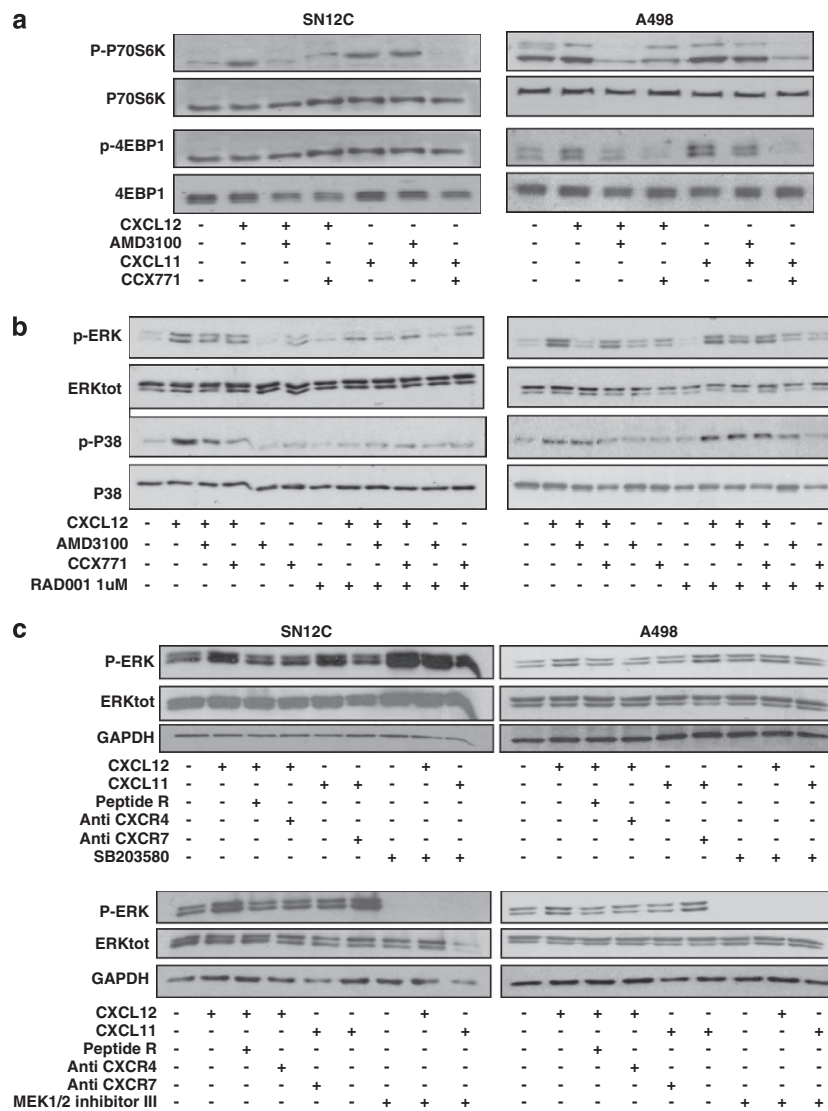 a
SN12C A498
P-P70S6K
P70S6K
p-4EBP1
4EBP1
CXCL12 - + + + - - - - + + + - - -
AMD3100 - - + - - + - - - + - - + -
CXCL11 - - - - + + + - - - - + + +
CCX771 - - - + - - + - - - + - - +
b
p-ERK
ERKtot
p-P38
P38
CXCL12 - + + + - - - + + + - - - + + + - - - + + + - -
AMD3100 - - + - + - - - + - + - - - + - + - - - + - + -
CCX771 - - - + - + - - - + - + - - - + - + - - - + - +
RAD001 1uM - - - - - - + + + + + + - - - - - - + + + + + +
c
SN12C A498
P-ERK
ERKtot
GAPDH
CXCL12 - + + + - - - + - - + + + - - - + -
CXCL11 - - - - + + - - + - - - - + + - - +
Peptide R - - + - - - - - - - - + - - - - - -
Anti CXCR4 - - - + - - - - - - - - + - - - - -
Anti CXCR7 - - - - - + - - - - - - - - + - - -
SB203580 - - - - - - + + + - - - - - - + + +
P-ERK
ERKtot
GAPDH
CXCL12 - + + + - - - + - - + + + - - - + -
CXCL11 - - - - + + - - + - - - - + + - - +
Peptide R - - + - - - - - - - - + - - - - - -
Anti CXCR4 - - - + - - - - - - - - + - - - - -
Anti CXCR7 - - - - + - - - - - - - - + - - - -
MEK1/2 inhibitor III - - - - - - + + + - - - - - - + + +